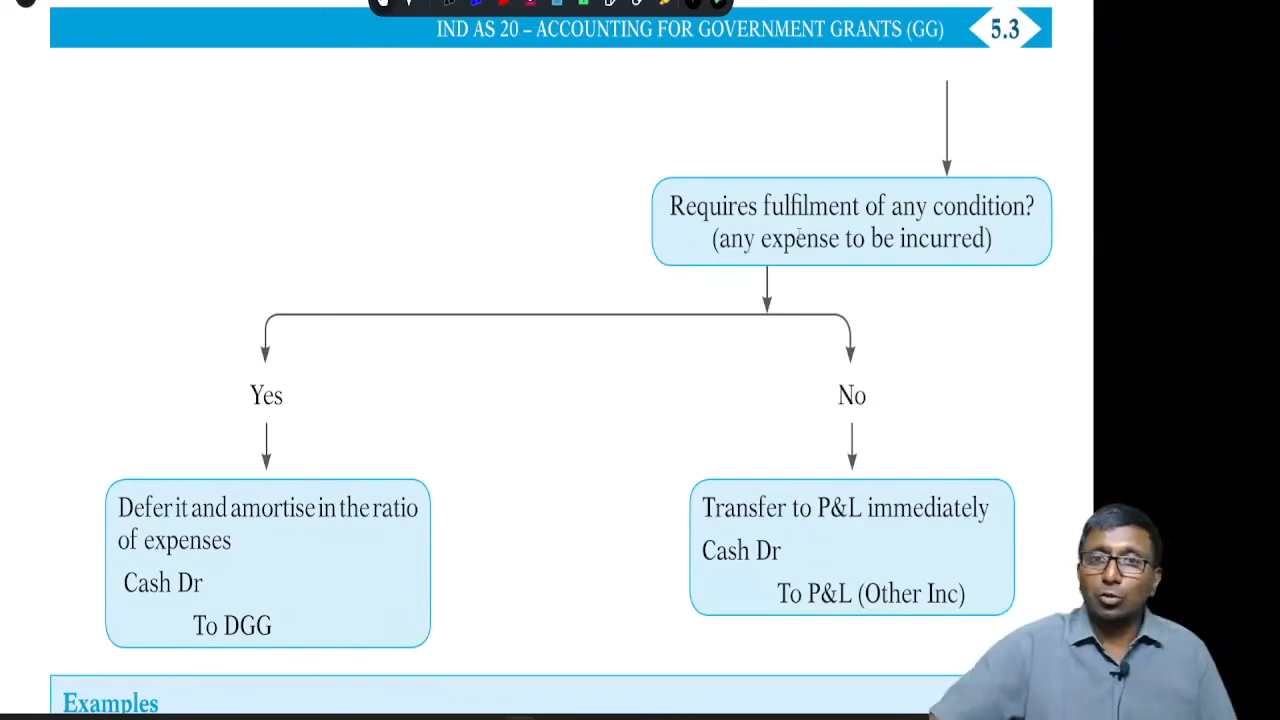 IND AS 20 – ACCOUNTING FOR GOVERNMENT GRANTS (GG) 5.3
Requires fulfilment of any condition?
(any expense to be incurred)
Yes
No
Defer it and amortise in the ratio
of expenses
Cash Dr
To DGG
Transfer to P&L immediately
Cash Dr
To P&L (Other Inc)
Examples